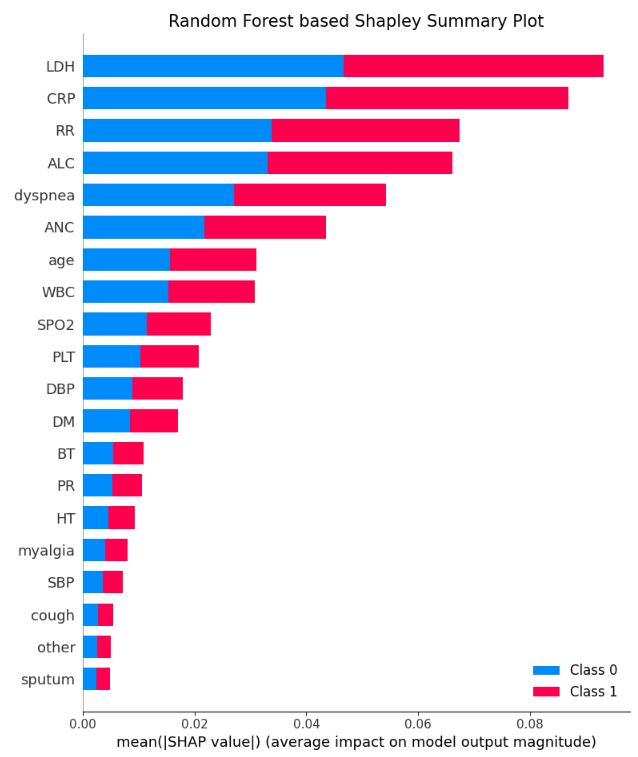 Random Forest based Shapley Summary Plot
LDH
CRP
RR
ALC
dyspnea
ANC
age
WBC
SPO2
PLT
DBP
DM
BT
PR
HT
myalgia
SBP
cough
other
sputum
Class 0
Class 1
0.00 0.02 0.04 0.06 0.08
mean(|SHAP value|) (average impact on model output magnitude)